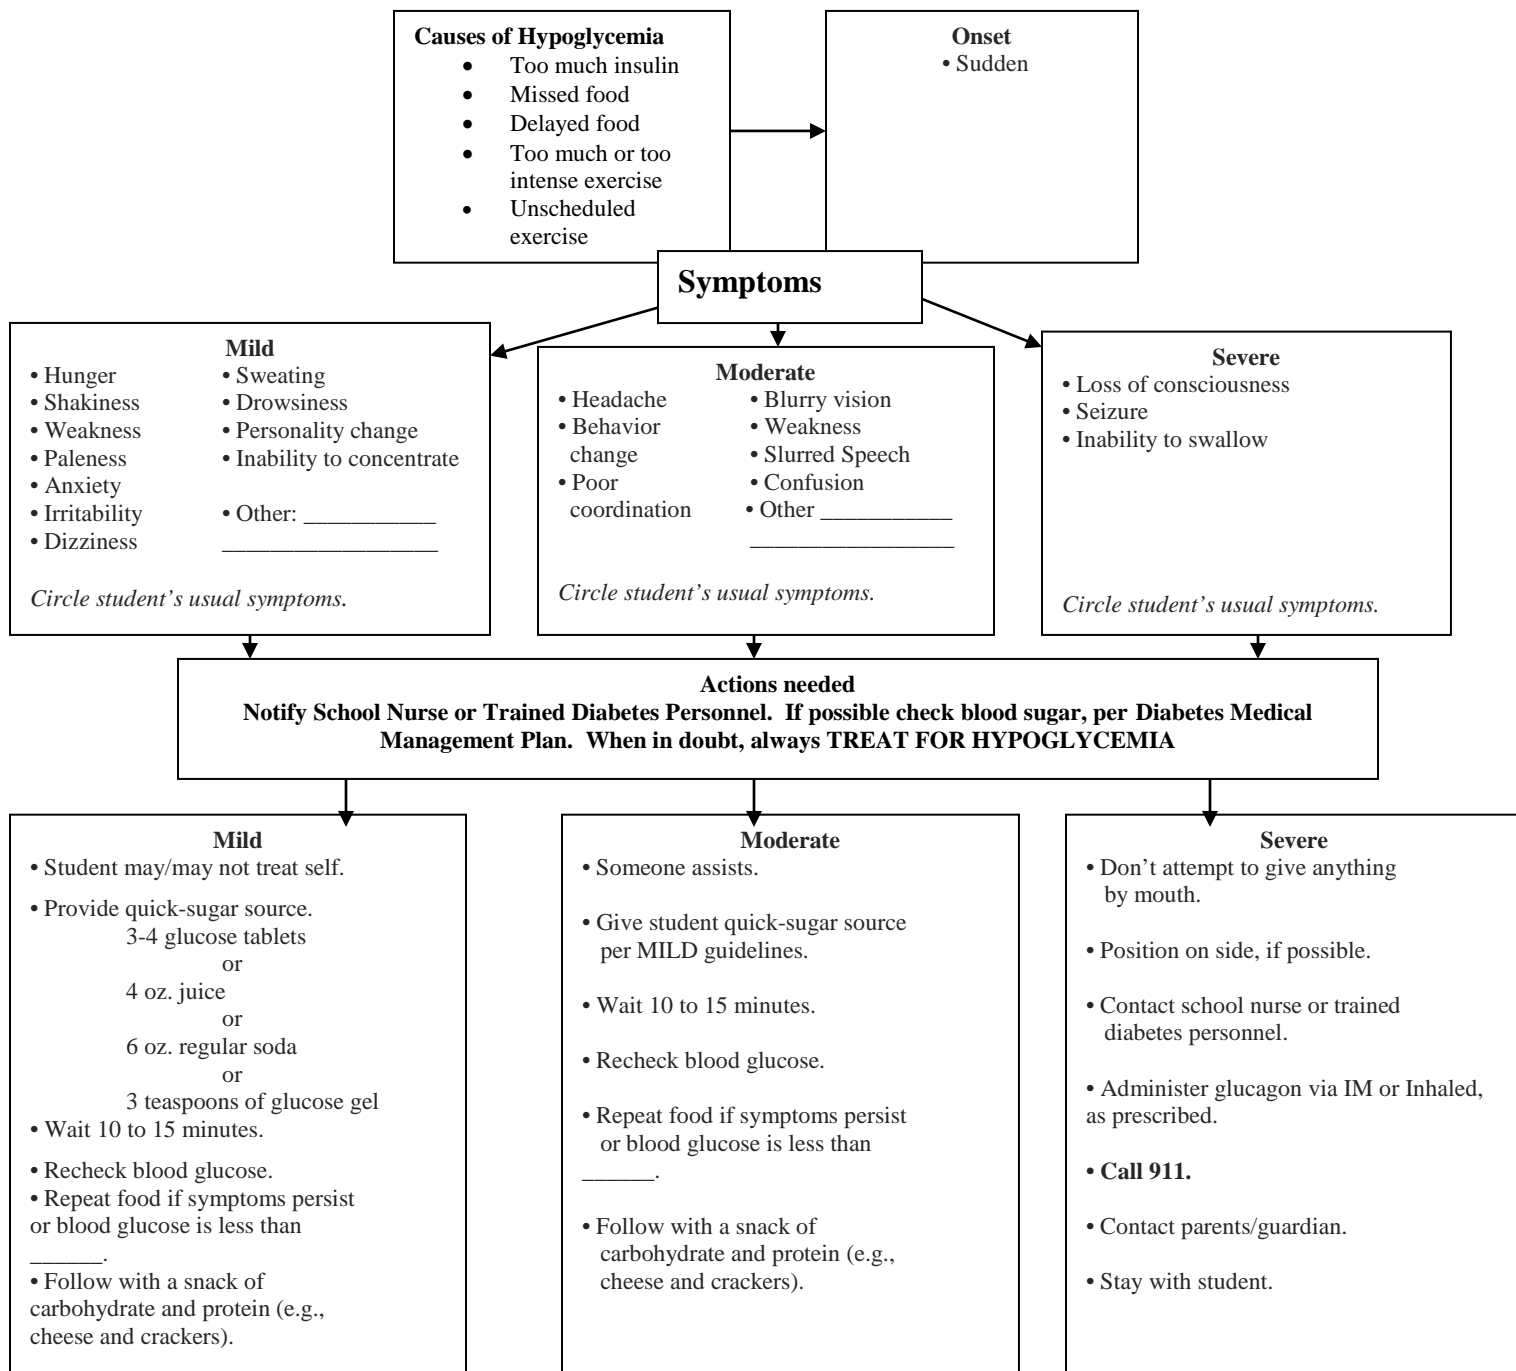 Causes of Hypoglycemia
• Too much insulin
• Missed food
• Delayed food
• Too much or too
intense exercise
• Unscheduled
exercise
Onset
• Sudden
Symptoms
Mild
• Hunger
• Shakiness
• Weakness
• Paleness
• Anxiety
• Irritability
• Dizziness
• Sweating
• Drowsiness
• Personality change
• Inability to concentrate
• Other: ___________
__________________
Circle student’s usual symptoms.
Moderate
• Headache
• Behavior
change
• Poor
coordination
• Blurry vision
• Weakness
• Slurred Speech
• Confusion
• Other ___________
_________________
Circle student’s usual symptoms.
Severe
• Loss of consciousness
• Seizure
• Inability to swallow
Circle student’s usual symptoms.
Actions needed
Notify School Nurse or Trained Diabetes Personnel. If possible check blood sugar, per Diabetes Medical
Management Plan. When in doubt, always TREAT FOR HYPOGLYCEMIA
Mild
• Student may/may not treat self.
• Provide quick-sugar source.
3-4 glucose tablets
or
4 oz. juice
or
6 oz. regular soda
or
3 teaspoons of glucose gel
• Wait 10 to 15 minutes.
• Recheck blood glucose.
• Repeat food if symptoms persist
or blood glucose is less than
______.
• Follow with a snack of
carbohydrate and protein (e.g.,
cheese and crackers).
Moderate
• Someone assists.
• Give student quick-sugar source
per MILD guidelines.
• Wait 10 to 15 minutes.
• Recheck blood glucose.
• Repeat food if symptoms persist
or blood glucose is less than
______.
• Follow with a snack of
carbohydrate and protein (e.g.,
cheese and crackers).
Severe
• Don’t attempt to give anything
by mouth.
• Position on side, if possible.
• Contact school nurse or trained
diabetes personnel.
• Administer glucagon via IM or Inhaled,
as prescribed.
• Call 911.
• Contact parents/guardian.
• Stay with student.